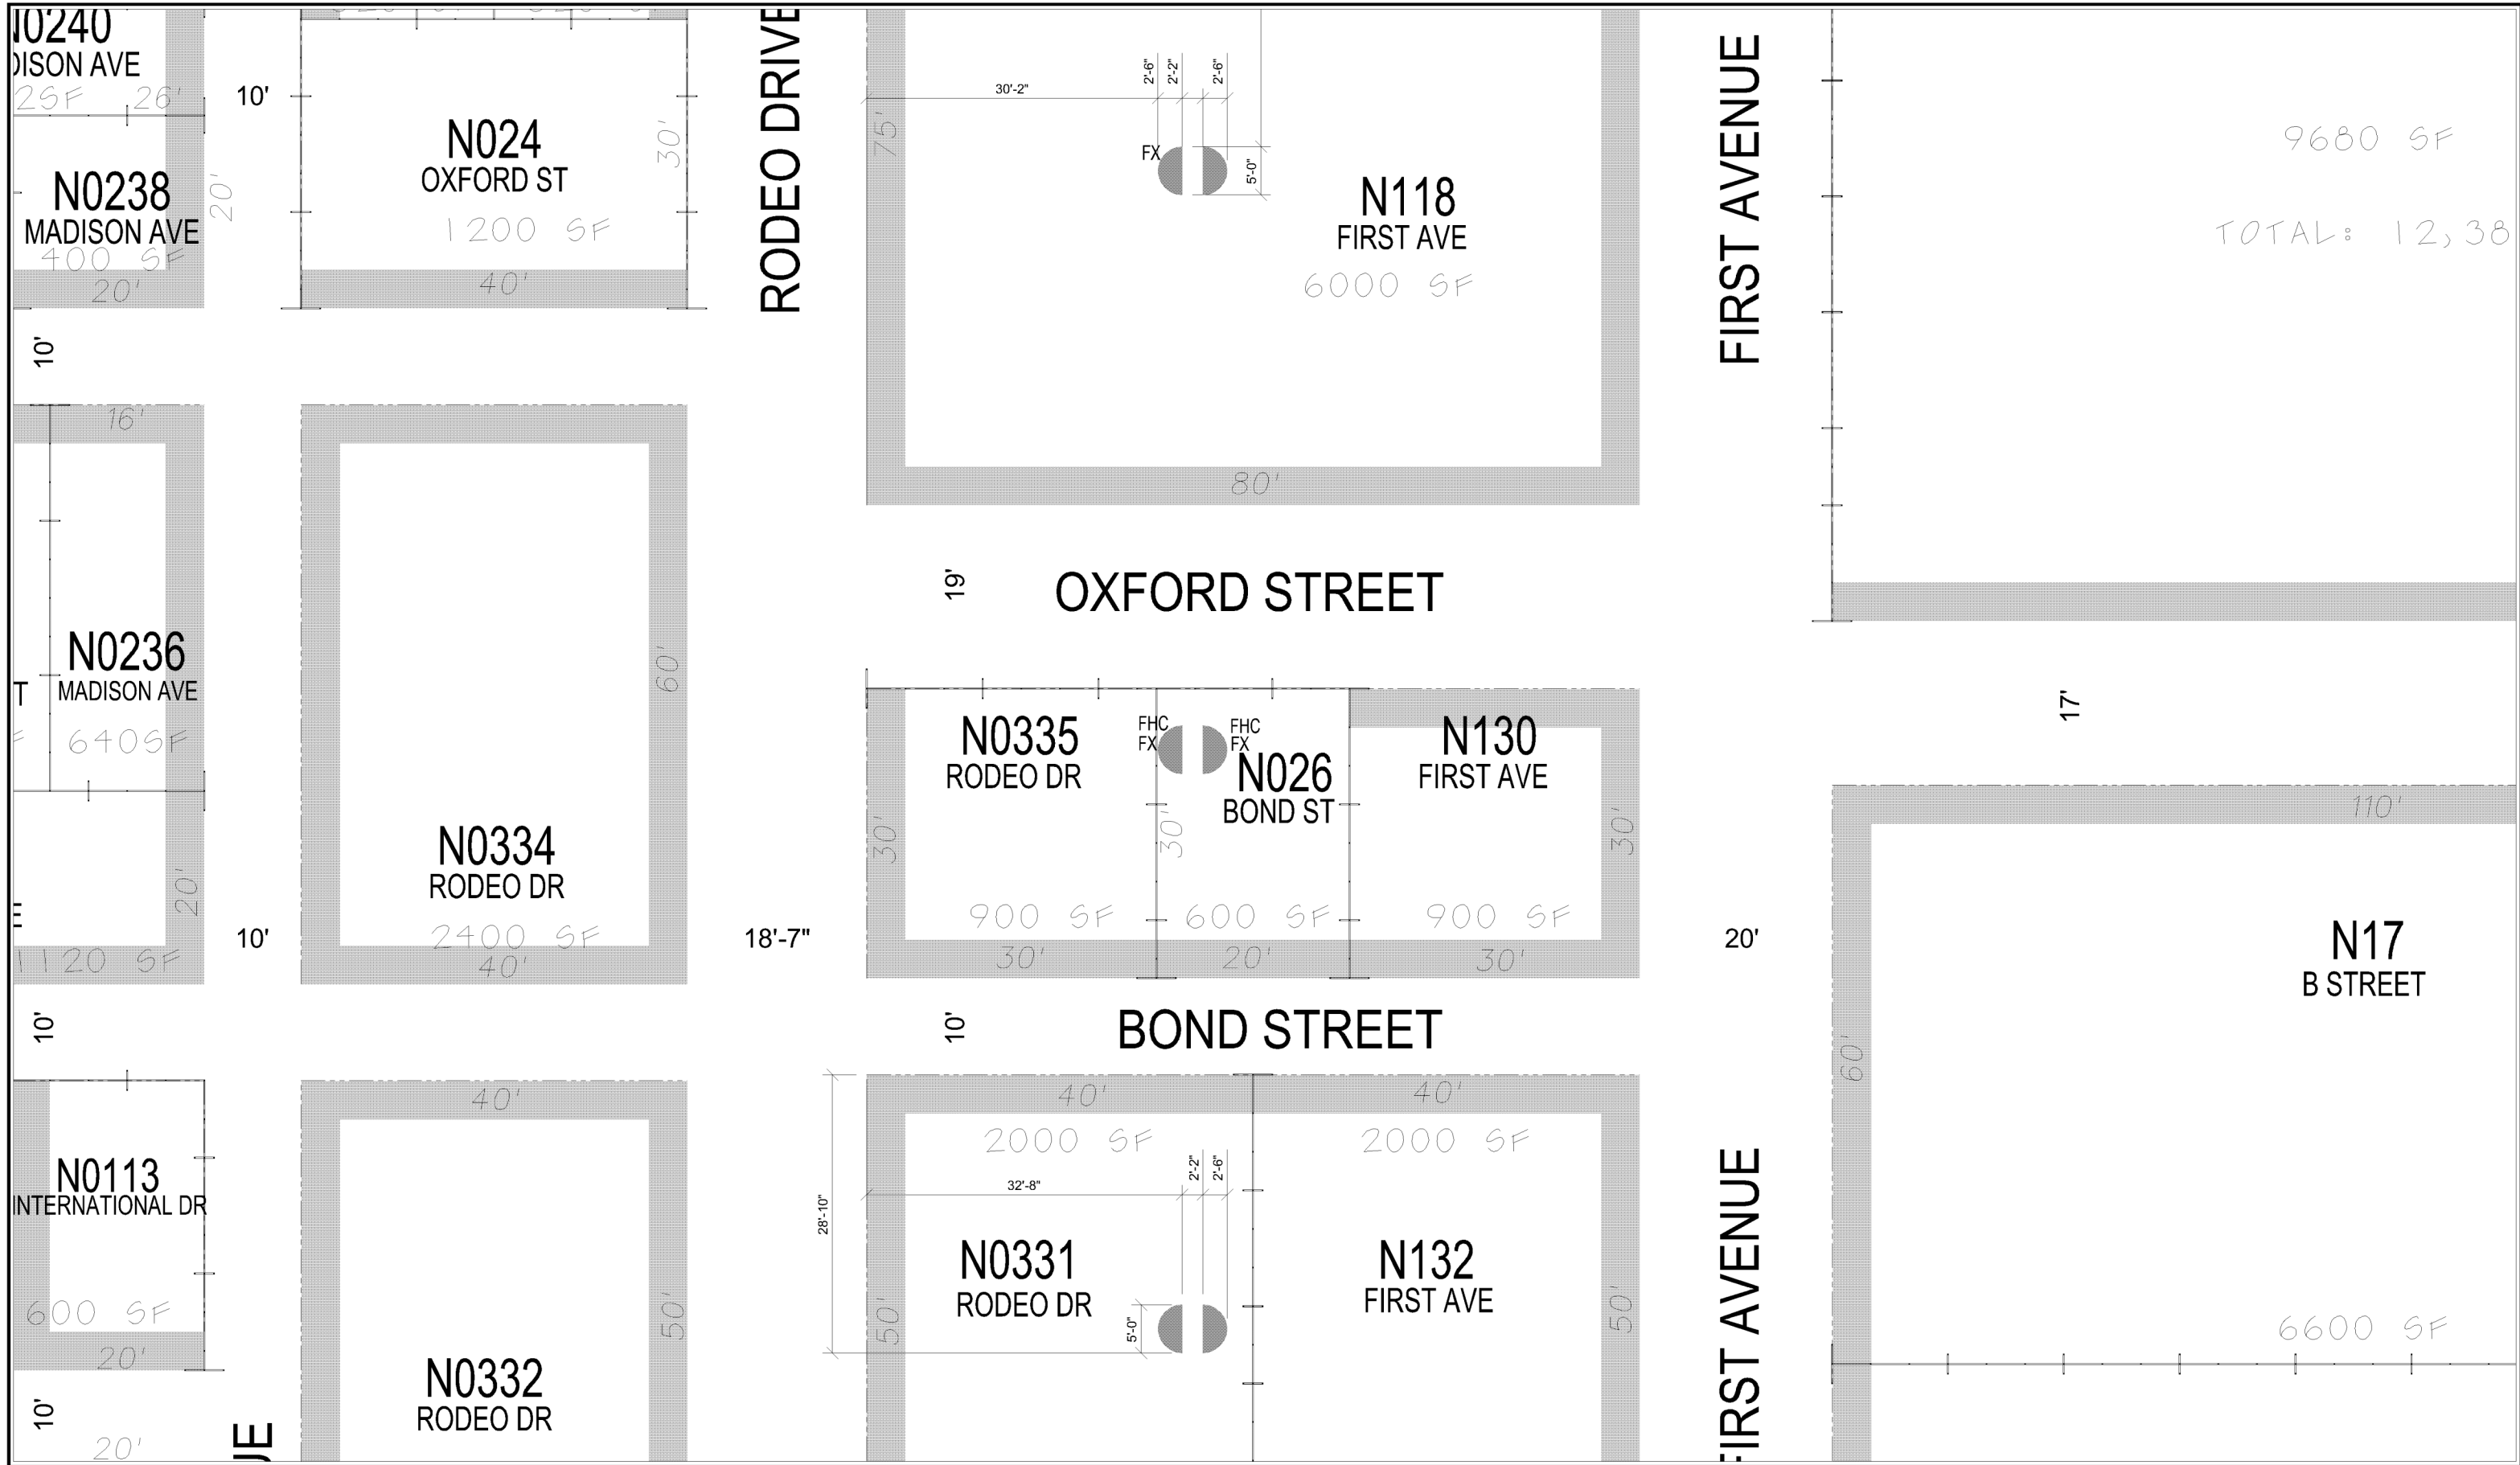 26'
10'
N024
OXFORD ST
1200 SF
40'
30'
N0238
MADISON AVE
400 SF
20'
20'
10'
RODEO DRIVE
75'
30'-2"
2'-6"
2'-2"
2'-6"
FX
5'-0"
N118
FIRST AVE
6000 SF
80'
FIRST AVENUE
9680 SF
TOTAL:
16'
N0236
MADISON AVE
640SF
20'
1120 SF
10'
60'
N0334
RODEO DR
2400 SF
40'
18'-7"
19'
OXFORD STREET
N0335
RODEO DR
30'
900 SF
30'
FHC
FX
FHC
FX
N026
BOND ST
30'
600 SF
20'
N130
FIRST AVE
30'
900 SF
30'
20'
17'
110'
N17
B STREET
60'
6600 SF
10'
BOND STREET
10'
N0113
INTERNATIONAL DR
600 SF
20'
10'
20'
40'
N0332
RODEO DR
50'
28'-10"
40'
2000 SF
32'-8"
2'-2"
2'-6"
N0331
RODEO DR
5'-0"
50'
40'
2000 SF
N132
FIRST AVE
50'
FIRST AVENUE